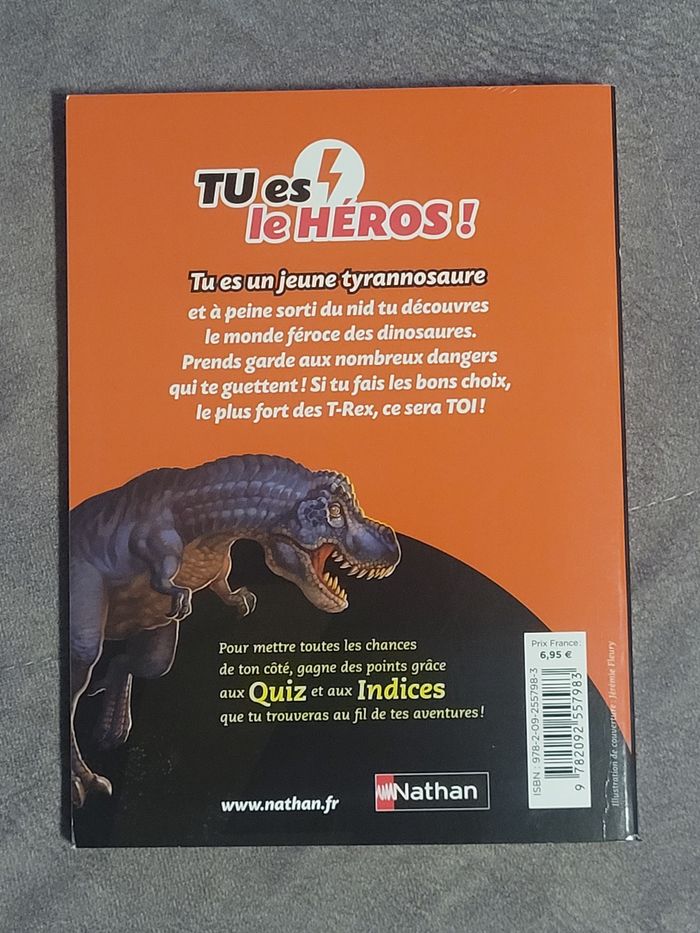 TU es
le HÉROS !
Tu es un jeune tyrannosaure
et à peine sorti du nid tu découvres
le monde féroce des dinosaures.
Prends garde aux nombreux dangers
qui te guettent ! Si tu fais les bons choix,
le plus fort des T-Rex, ce sera TOI !
Pour mettre toutes les chances
de ton côté, gagne des points grâce
aux Quiz et aux Indices
que tu trouveras au fil de tes aventures !
www.nathan.fr
Nathan
Prix France :
6,95 €
ISBN : 978-2-09-255798-3
9 782092 557983
Illustration de couverture : Jérémie Fleury